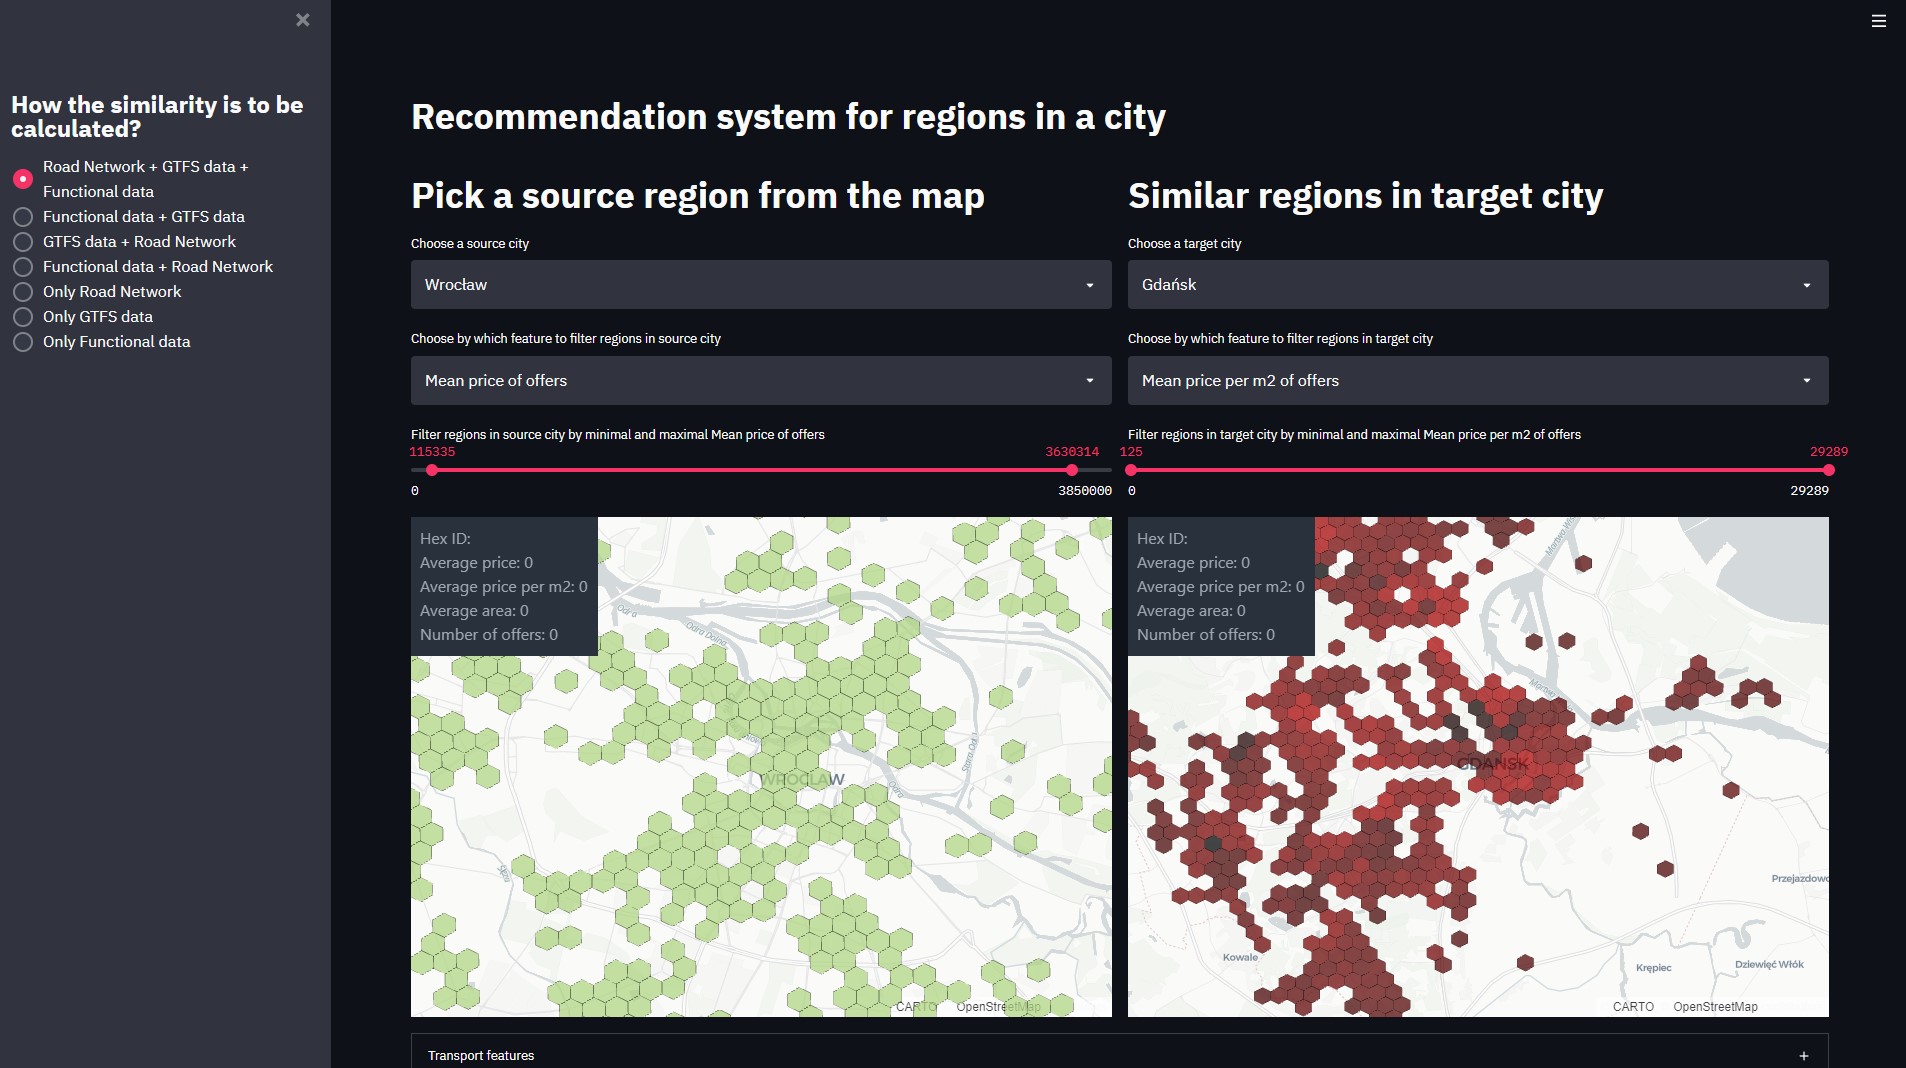 How the similarity is to be
calculated?
Road Network + GTFS data +
Functional data
Functional data + GTFS data
GTFS data + Road Network
Functional data + Road Network
Only Road Network
Only GTFS data
Only Functional data
Recommendation system for regions in a city
Pick a source region from the map
Choose a source city
Wrocław
Choose by which feature to filter regions in source city
Mean price of offers
Filter regions in source city by minimal and maximal Mean price of offers
115335 3630314
0 3850000
Hex ID:
Average price: 0
Average price per m2: 0
Average area: 0
Number of offers: 0
Odra
Odra Dolna
Stara Odra
WROCŁAW
Odra
Ślęza
CARTO OpenStreetMap
Similar regions in target city
Choose a target city
Gdańsk
Choose by which feature to filter regions in target city
Mean price per m2 of offers
Filter regions in target city by minimal and maximal Mean price per m2 of offers
125 29289
0 29289
Hex ID:
Average price: 0
Average price per m2: 0
Average area: 0
Number of offers: 0
Martwa
Martwa
GDAŃSK
Przejazdowo
Kowale
Krępiec
Dziewięć Włók
CARTO OpenStreetMap
Transport features